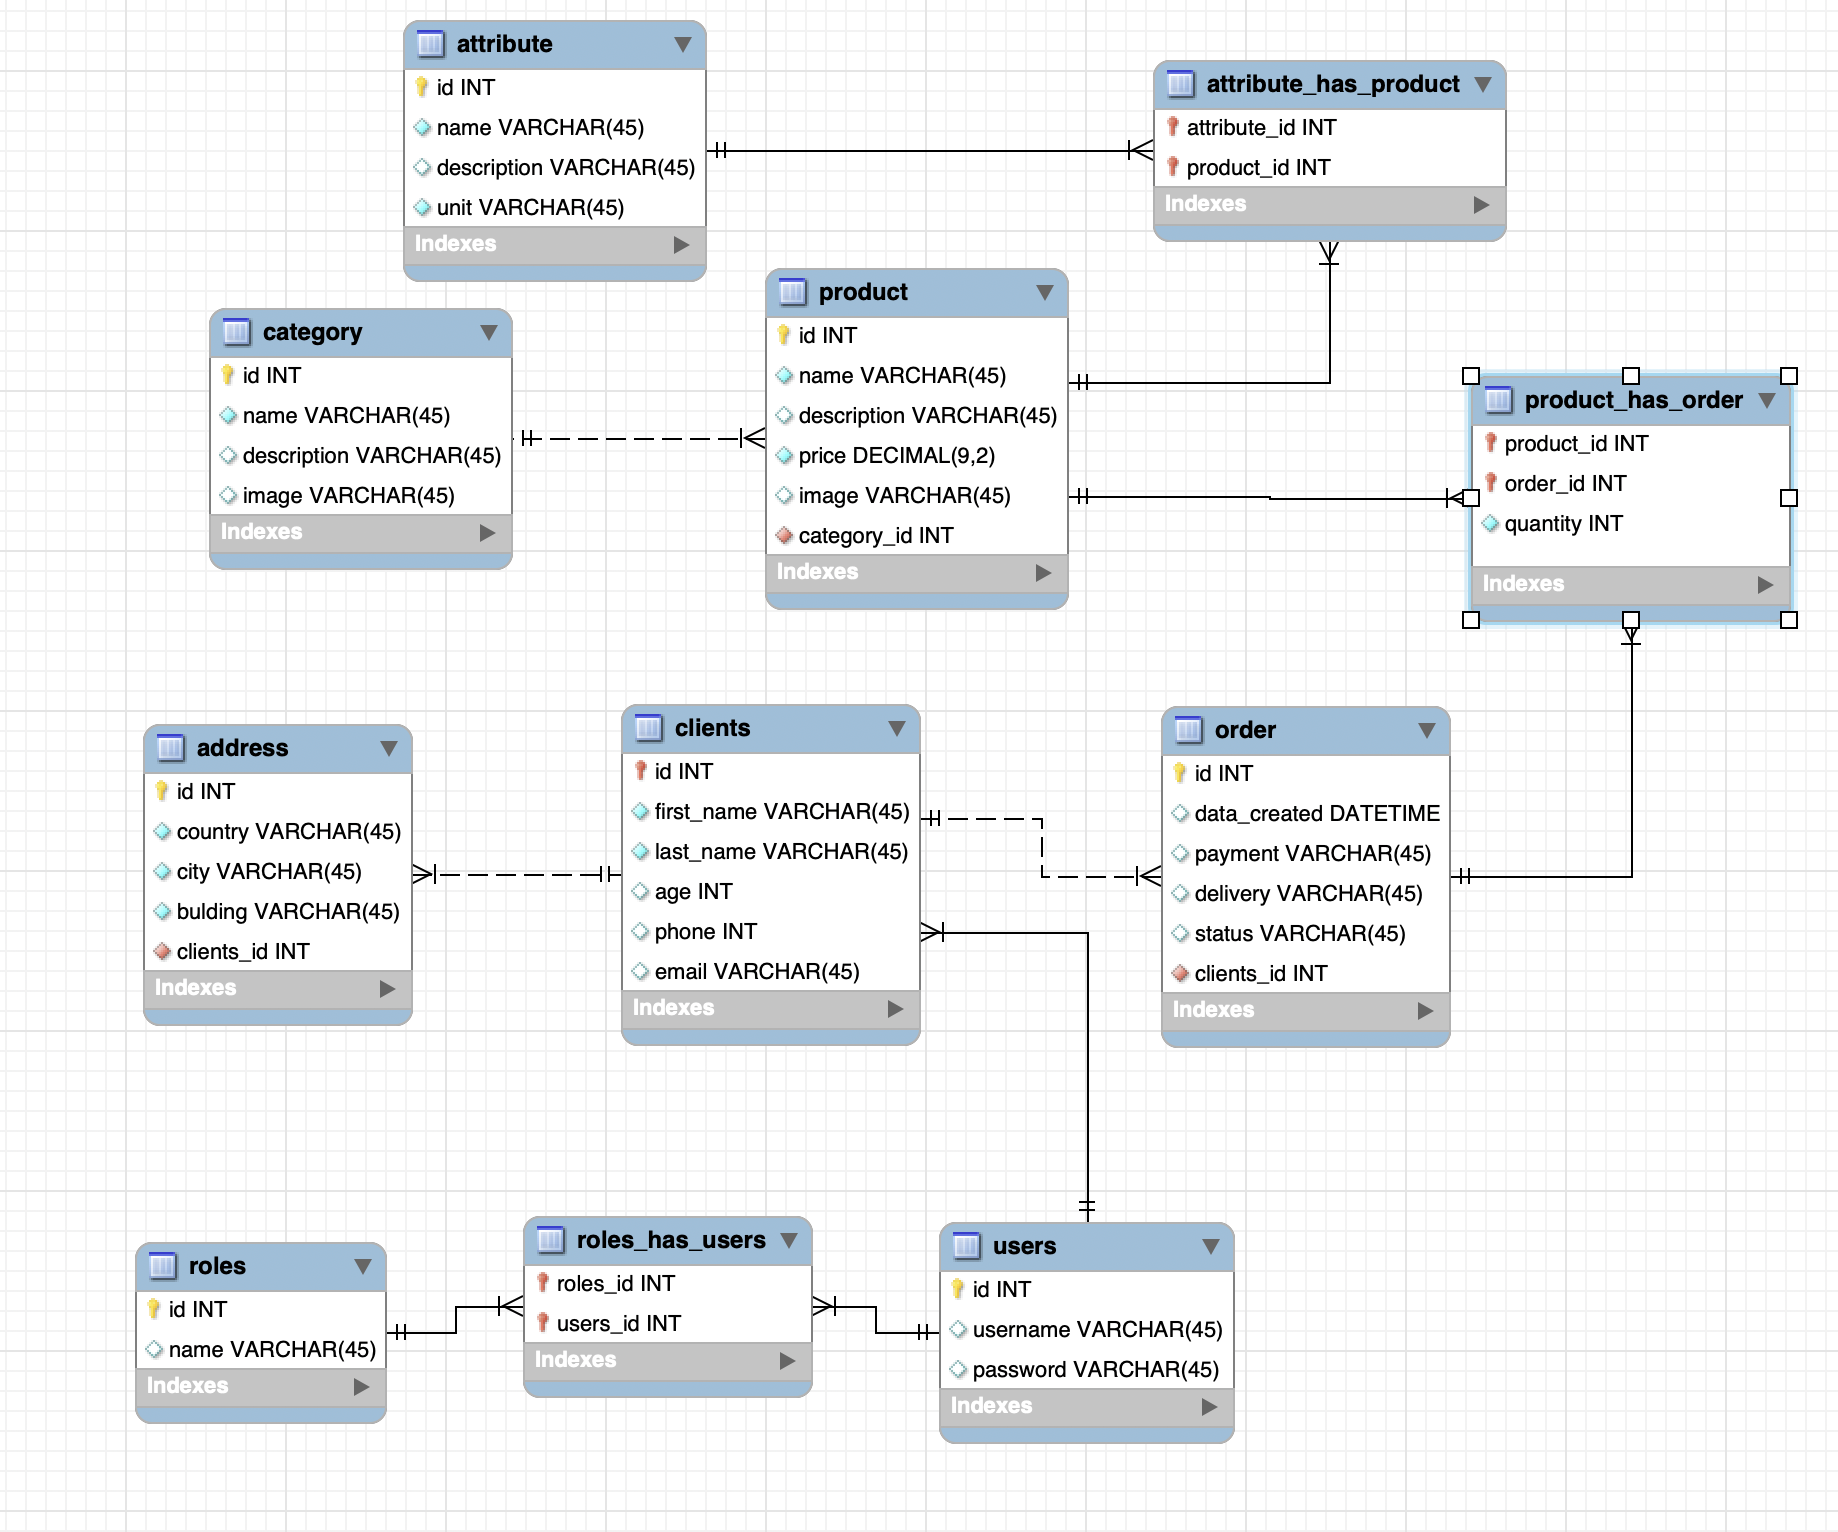 attribute
id INT
name VARCHAR(45)
description VARCHAR(45)
unit VARCHAR(45)
Indexes
attribute_has_product
attribute_id INT
product_id INT
Indexes
category
id INT
name VARCHAR(45)
description VARCHAR(45)
image VARCHAR(45)
Indexes
product
id INT
name VARCHAR(45)
description VARCHAR(45)
price DECIMAL(9,2)
image VARCHAR(45)
category_id INT
Indexes
product_has_order
product_id INT
order_id INT
quantity INT
Indexes
address
id INT
country VARCHAR(45)
city VARCHAR(45)
bulding VARCHAR(45)
clients_id INT
Indexes
clients
id INT
first_name VARCHAR(45)
last_name VARCHAR(45)
age INT
phone INT
email VARCHAR(45)
Indexes
order
id INT
data_created DATETIME
payment VARCHAR(45)
delivery VARCHAR(45)
status VARCHAR(45)
clients_id INT
Indexes
roles
id INT
name VARCHAR(45)
Indexes
roles_has_users
roles_id INT
users_id INT
Indexes
users
id INT
username VARCHAR(45)
password VARCHAR(45)
Indexes